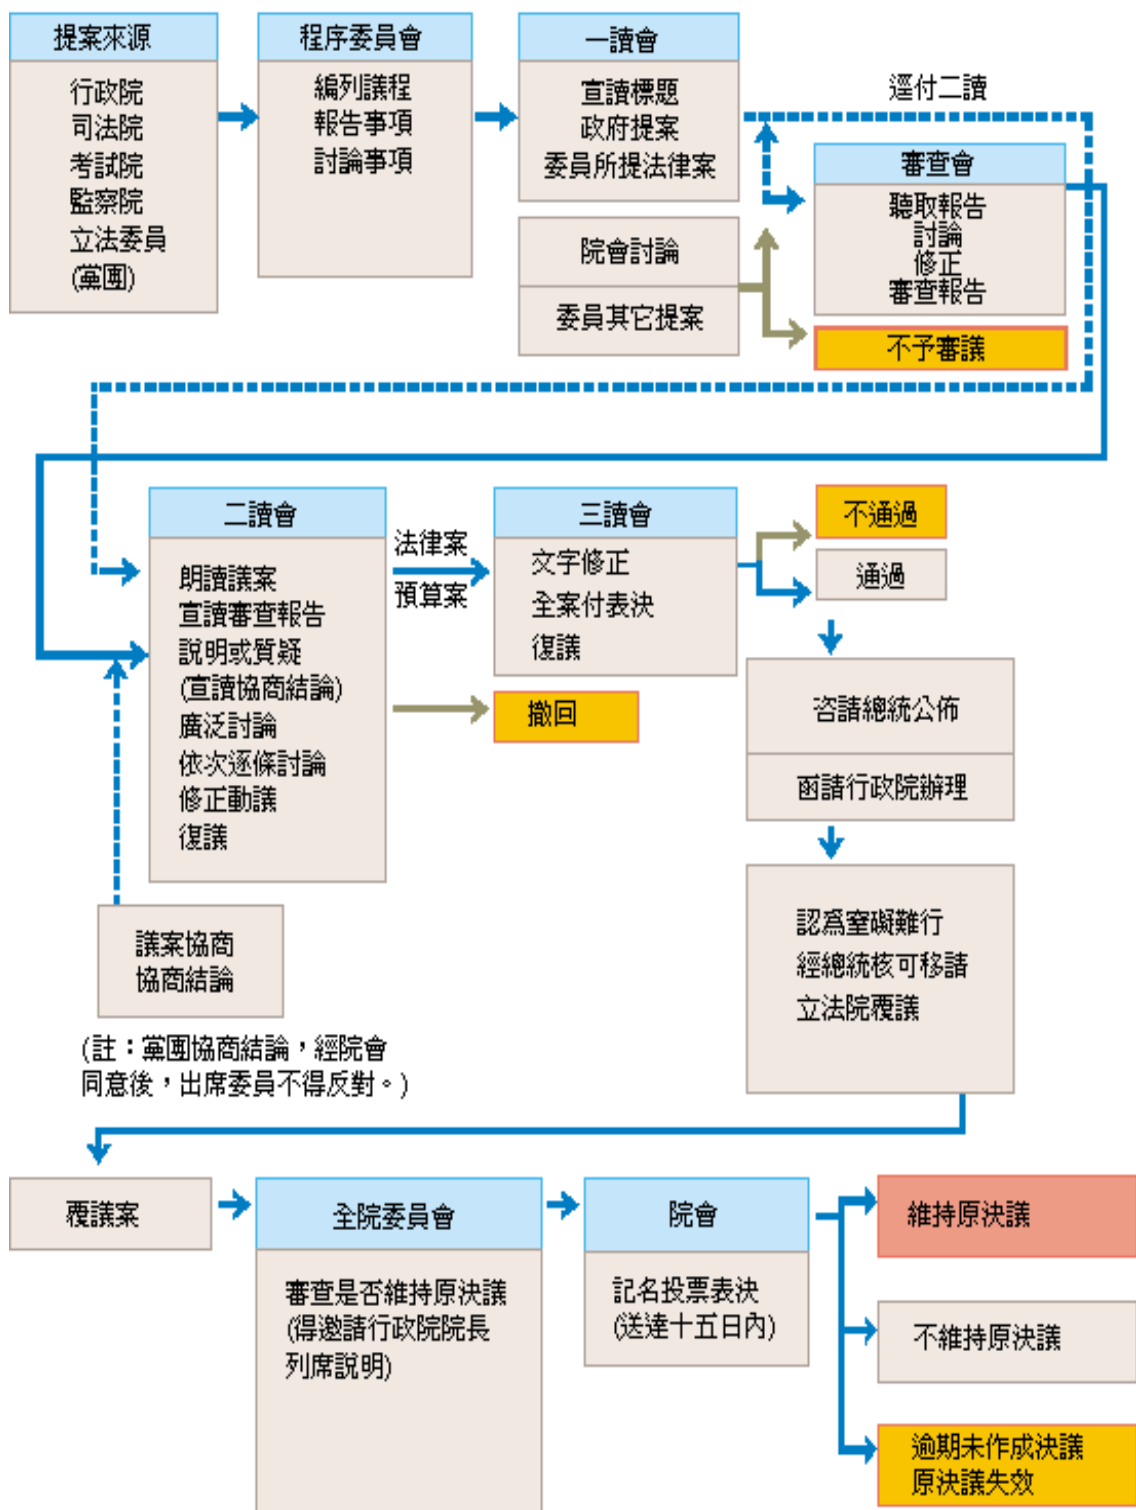 提案來源
行政院
司法院
考試院
監察院
立法委員
(黨團)
程序委員會
編列議程
報告事項
討論事項
一讀會
宣讀標題
政府提案
委員所提法律案
院會討論
委員其它提案
逕付二讀
審查會
聽取報告
討論
修正
審查報告
不予審議
二讀會
朗讀議案
宣讀審查報告
說明或質疑
(宣讀協商結論)
廣泛討論
依次逐條討論
修正動議
復議
法律案
預算案
撤回
三讀會
文字修正
全案付表決
復議
不通過
通過
咨請總統公佈
函請行政院辦理
認爲窒礙難行
經總統核可移請
立法院覆議
議案協商
協商結論
(註：黨團協商結論，經院會
同意後，出席委員不得反對。)
覆議案
全院委員會
審查是否維持原決議
(得邀請行政院院長
列席說明)
院會
記名投票表決
(送達十五日內)
維持原決議
不維持原決議
逾期未作成決議
原決議失效